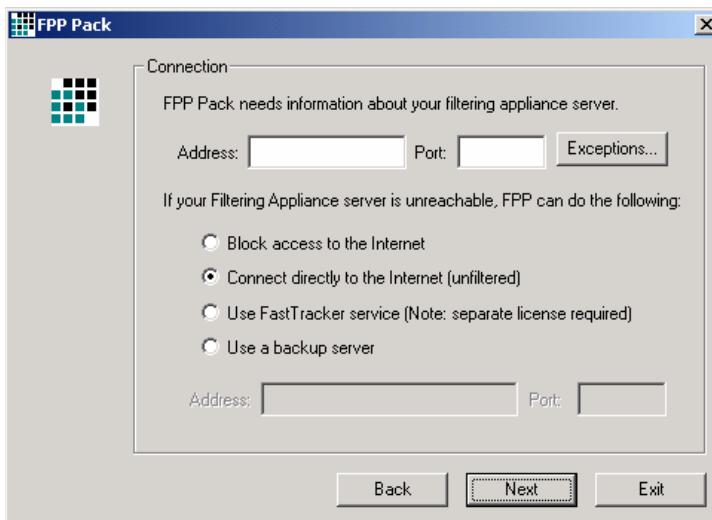 FPP Pack
Connection
FPP Pack needs information about your filtering appliance server.
Address: Port: Exceptions...
If your Filtering Appliance server is unreachable, FPP can do the following:
Block access to the Internet
Connect directly to the Internet (unfiltered)
Use FastTracker service (Note: separate license required)
Use a backup server
Address: Port:
Back Next Exit